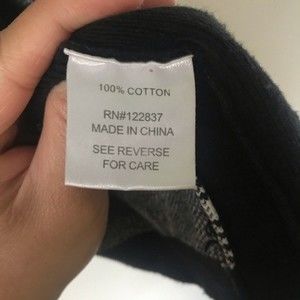 100% COTTON
RN#122837
MADE IN CHINA
SEE REVERSE
FOR CARE